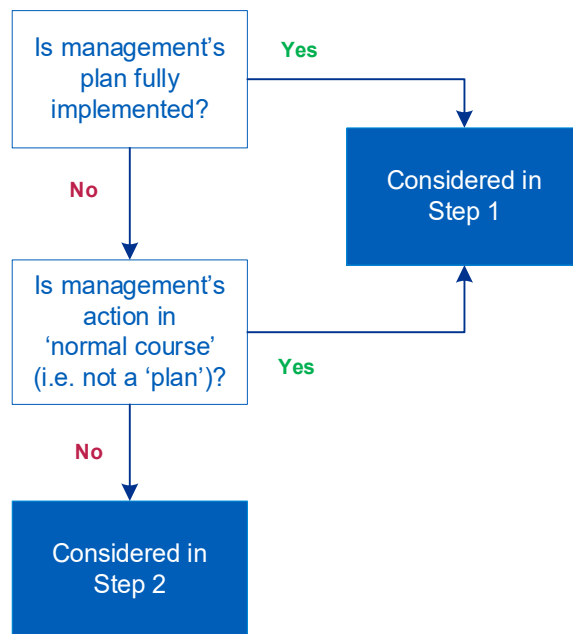 Is management’s
plan fully
implemented?
Yes
Considered in
Step 1
No
Is management’s
action in
‘normal course’
(i.e. not a ‘plan’)?
Yes
No
Considered in
Step 2